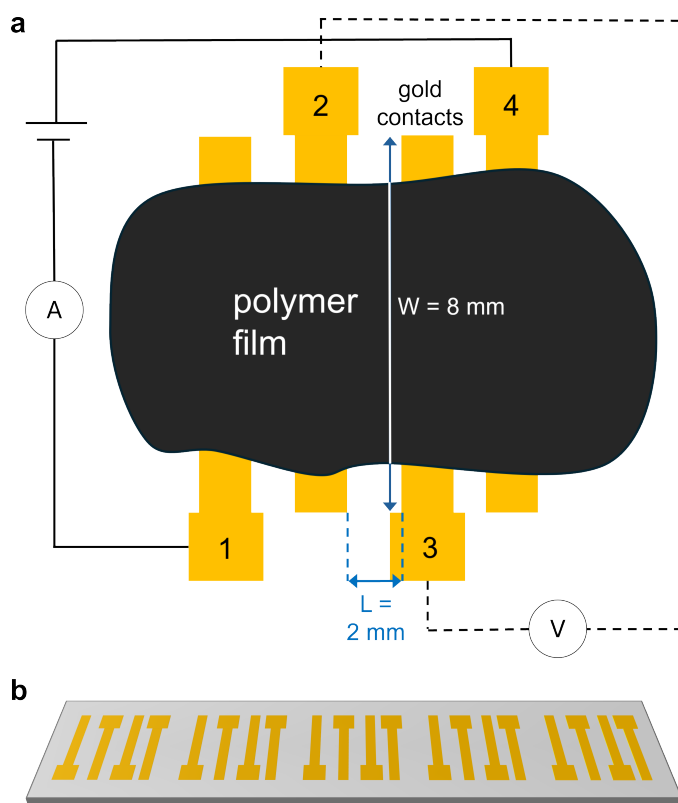 a
2
4
gold
contacts
A
polymer
film
W = 8 mm
1
3
L =
2 mm
V
b